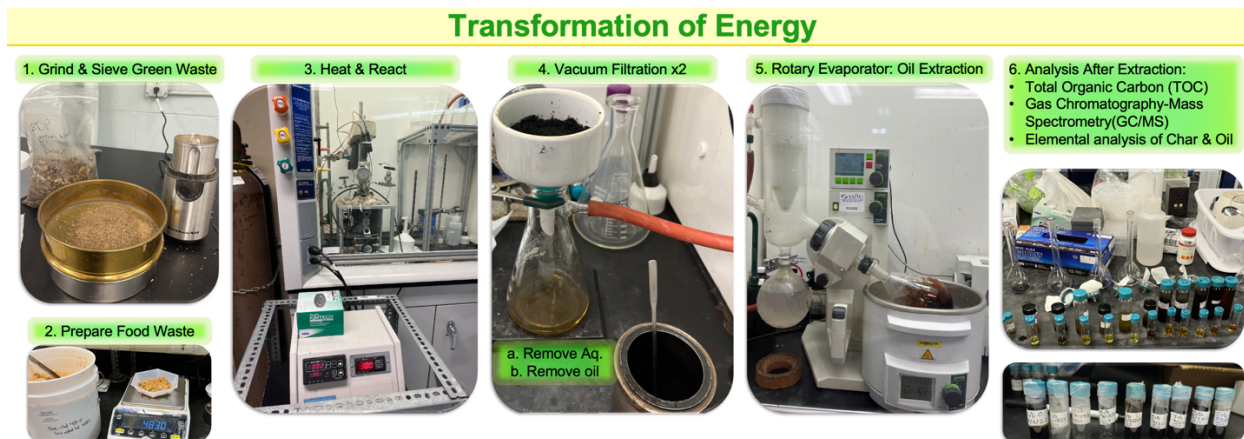 Transformation of Energy
1. Grind & Sieve Green Waste
3. Heat & React
4. Vacuum Filtration x2
5. Rotary Evaporator: Oil Extraction
6. Analysis After Extraction:
• Total Organic Carbon (TOC)
• Gas Chromatography-Mass
Spectrometry(GC/MS)
• Elemental analysis of Char & Oil
2. Prepare Food Waste
a. Remove Aq.
b. Remove oil
4830